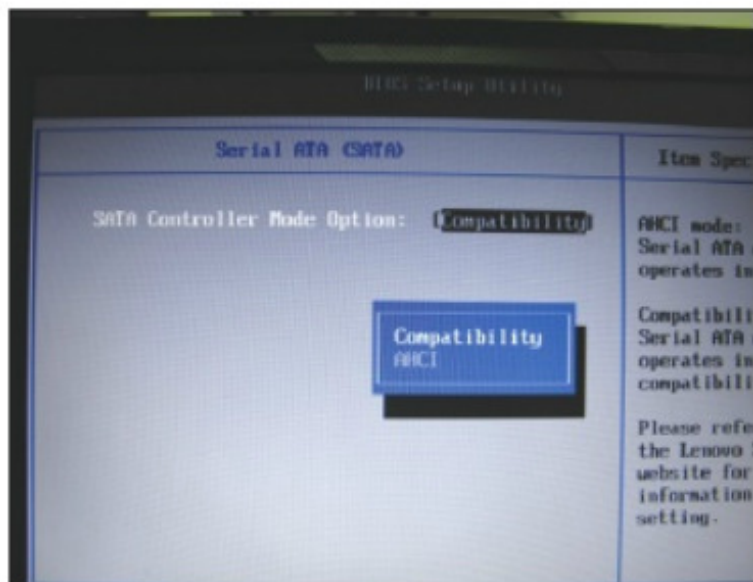 BIOS Setup Utility
Serial ATA (SATA)
Item Spec
SATA Controller Mode Option: [Compatibility]
Compatibility
AHCI
AHCI mode:
Serial ATA
operates in
Compatibili
Serial ATA
operates in
compatibili
Please refe
the Lenovo
website for
information
setting.